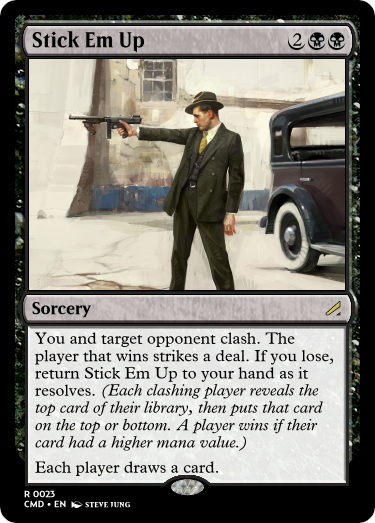 Stick Em Up 2
Sorcery
You and target opponent clash. The
player that wins strikes a deal. If you lose,
return Stick Em Up to your hand as it
resolves. (Each clashing player reveals the
top card of their library, then puts that card
on the top or bottom. A player wins if their
card had a higher mana value.)
Each player draws a card.
R 0023
CMD • EN STEVE JUNG